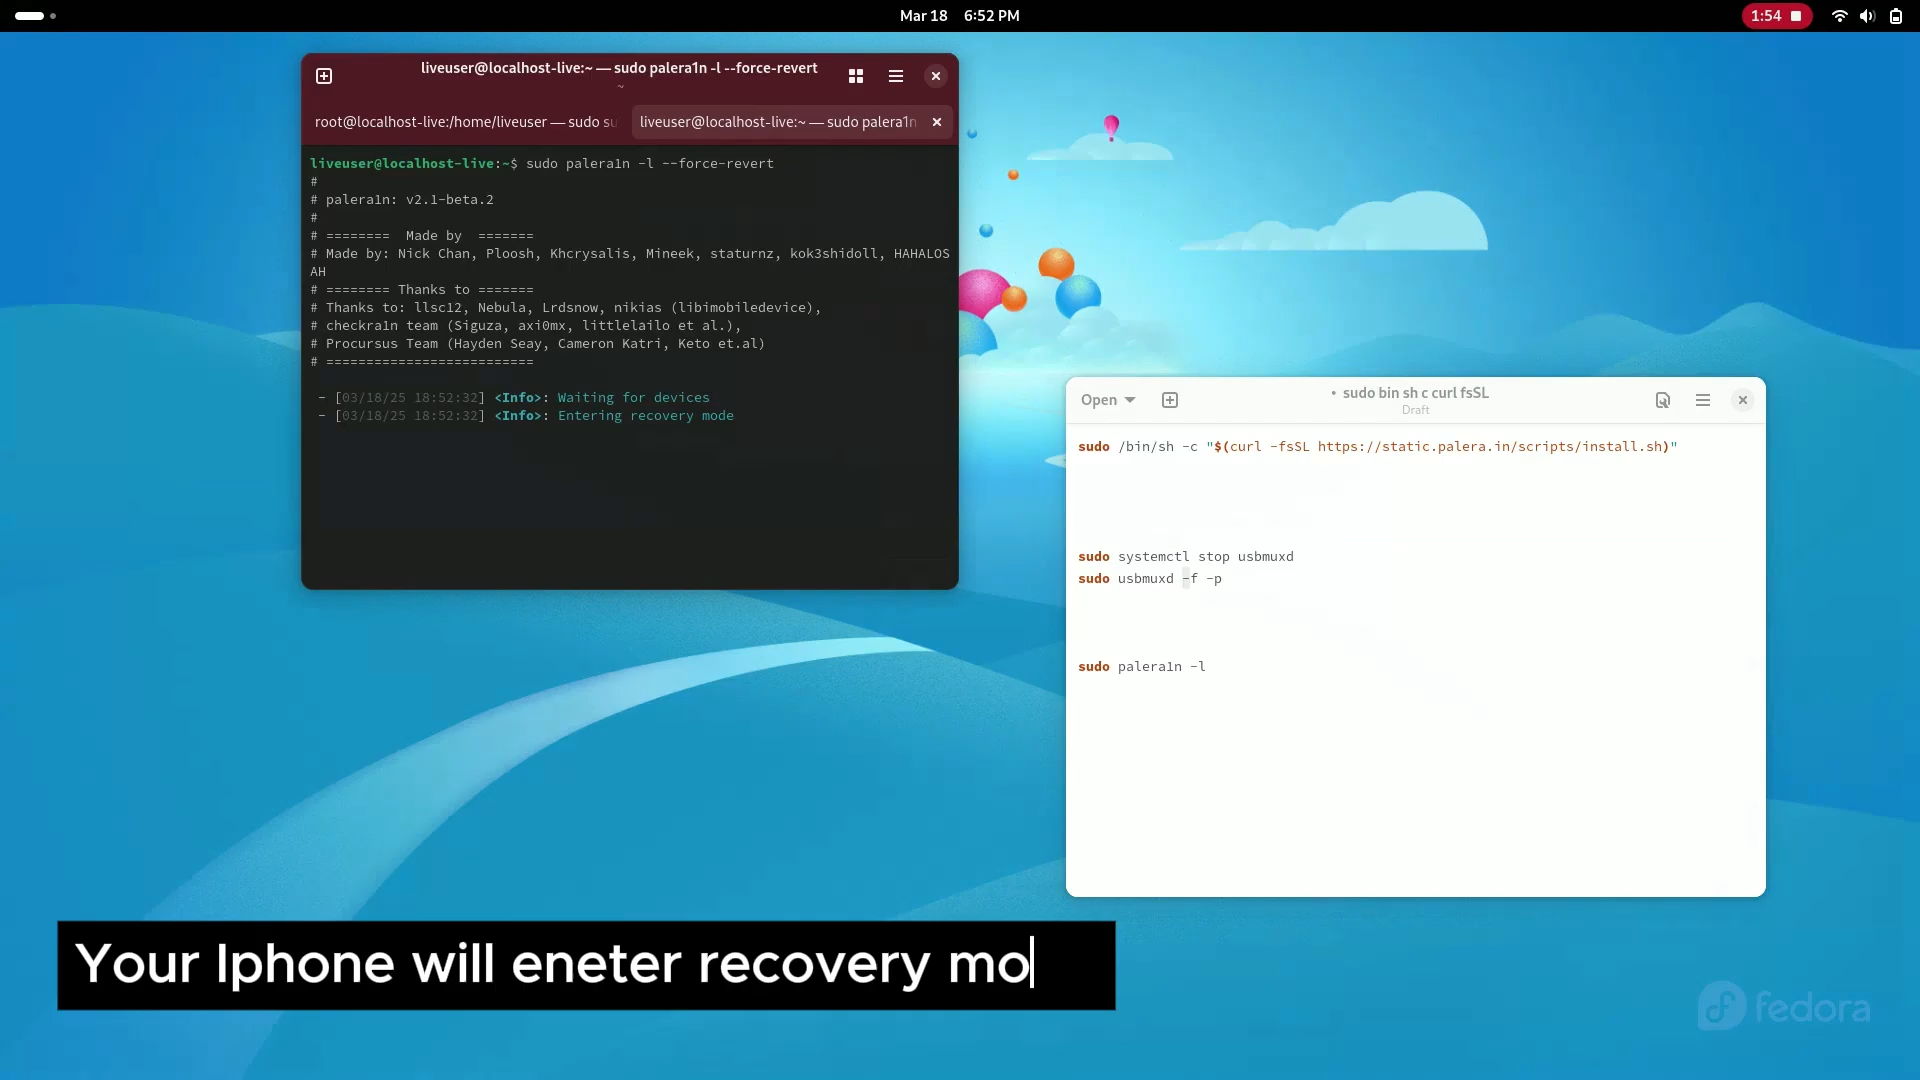 Mar 18 6:52 PM
1:54
liveuser@localhost-live:~ — sudo palera1n -l --force-revert
~
root@localhost-live:/home/liveuser — sudo su
liveuser@localhost-live:~ — sudo palera1n
liveuser@localhost-live:~$ sudo palera1n -l --force-revert
#
# palera1n: v2.1-beta.2
#
# ======== Made by =======
# Made by: Nick Chan, Ploosh, Khcrysalis, Mineek, staturnz, kok3shidoll, HAHALOS
AH
# ======== Thanks to =======
# Thanks to: llsc12, Nebula, Lrdsnow, nikias (libimobiledevice),
# checkra1n team (Siguza, axi0mx, littlelailo et al.),
# Procursus Team (Hayden Seay, Cameron Katri, Keto et.al)
# ==========================
- [03/18/25 18:52:32] <Info>: Waiting for devices
- [03/18/25 18:52:32] <Info>: Entering recovery mode
Open
• sudo bin sh c curl fsSL
Draft
sudo /bin/sh -c "$(curl -fsSL https://static.palera.in/scripts/install.sh)"
sudo systemctl stop usbmuxd
sudo usbmuxd -f -p
sudo palera1n -l
Your Iphone will eneter recovery mo
fedora